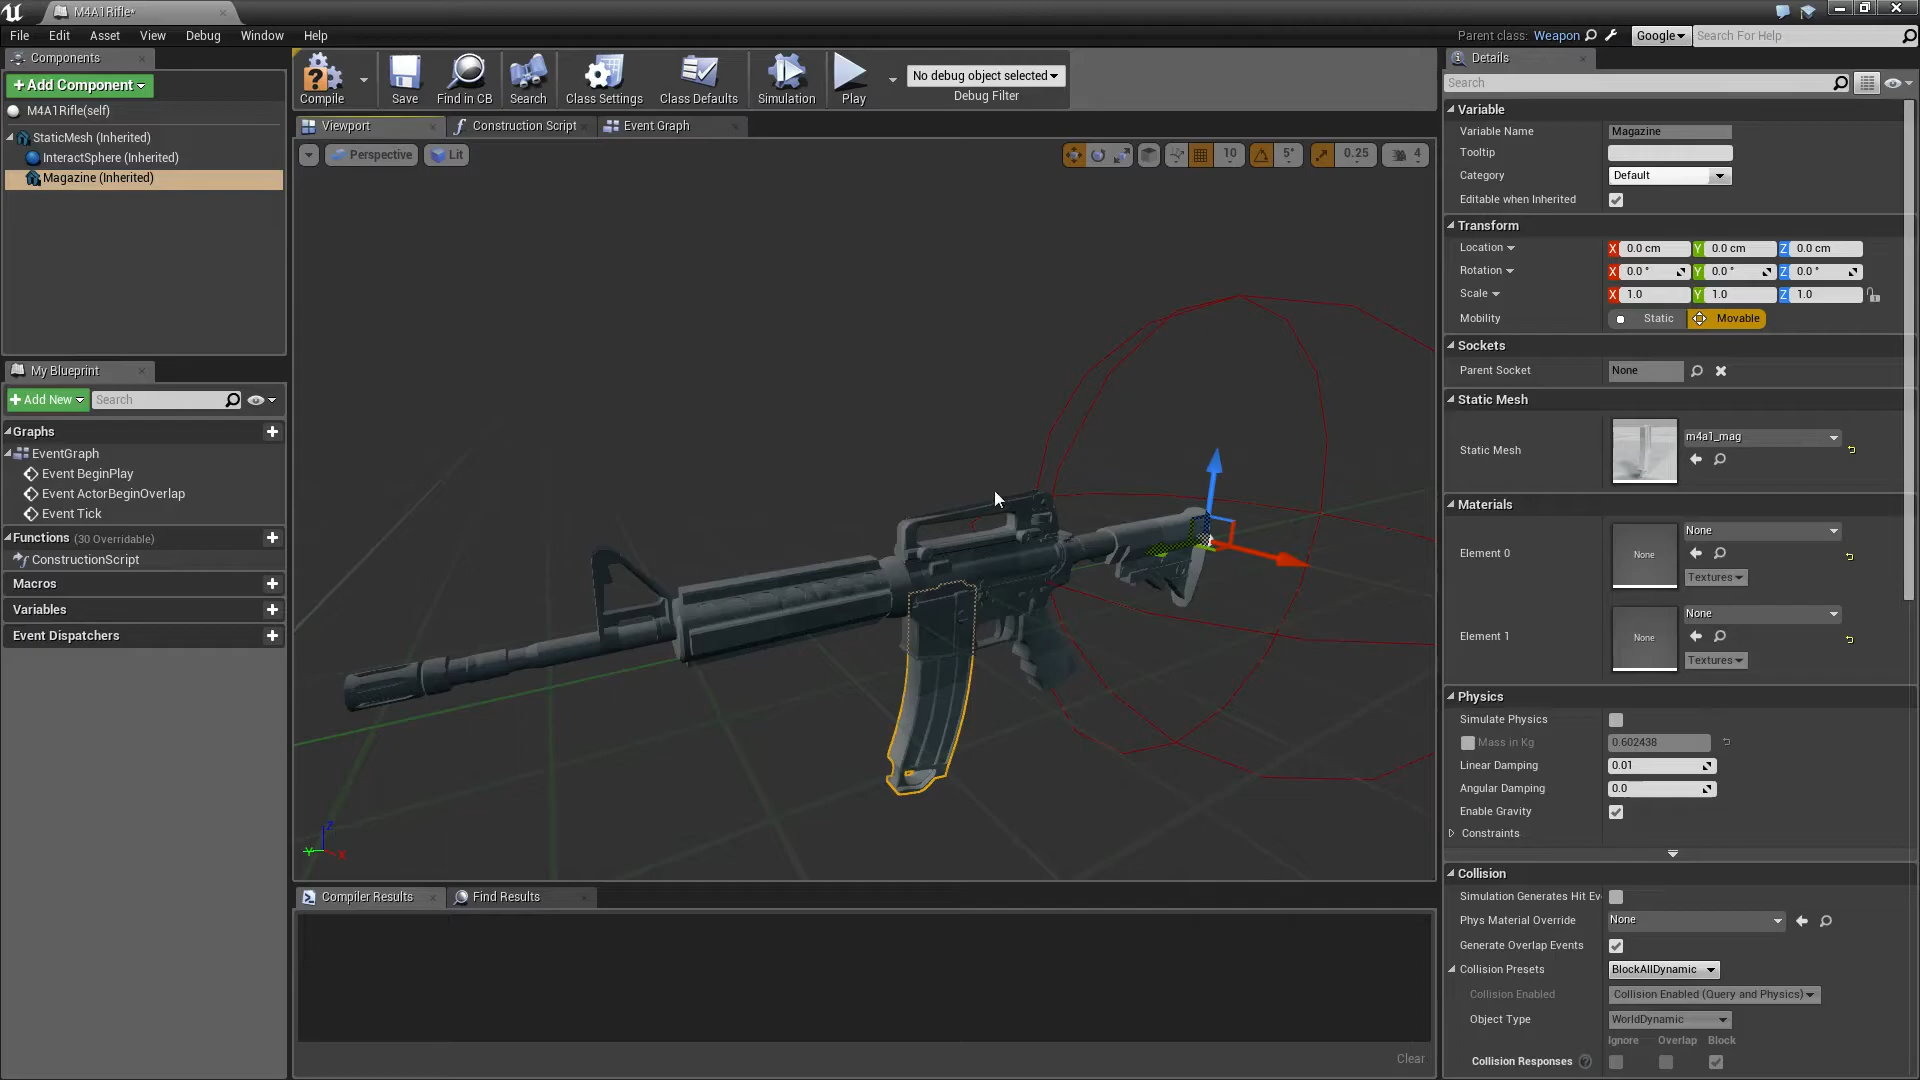 M4A1Rifle*
File Edit Asset View Debug Window Help
Parent class: Weapon
Google
Search For Help
Components
+Add Component
M4A1Rifle(self)
StaticMesh (Inherited)
InteractSphere (Inherited)
Magazine (Inherited)
My Blueprint
+Add New
Search
Graphs
EventGraph
Event BeginPlay
Event ActorBeginOverlap
Event Tick
Functions (30 Overridable)
ConstructionScript
Macros
Variables
Event Dispatchers
Compile
Save
Find in CB
Search
Class Settings
Class Defaults
Simulation
Play
No debug object selected
Debug Filter
Viewport
Construction Script
Event Graph
Perspective
Lit
10
5°
0.25
4
Z
Y
X
Compiler Results
Find Results
Clear
Details
Search
Variable
Variable Name Magazine
Tooltip
Category Default
Editable when Inherited
Transform
Location X 0.0 cm Y 0.0 cm Z 0.0 cm
Rotation X 0.0 ° Y 0.0 ° Z 0.0 °
Scale X 1.0 Y 1.0 Z 1.0
Mobility Static Movable
Sockets
Parent Socket None
Static Mesh
Static Mesh m4a1_mag
Materials
Element 0 None None
Textures
Element 1 None None
Textures
Physics
Simulate Physics
Mass in Kg 0.602438
Linear Damping 0.01
Angular Damping 0.0
Enable Gravity
Constraints
Collision
Simulation Generates Hit Ev
Phys Material Override None
Generate Overlap Events
Collision Presets BlockAllDynamic
Collision Enabled Collision Enabled (Query and Physics)
Object Type WorldDynamic
Ignore Overlap Block
Collision Responses ?